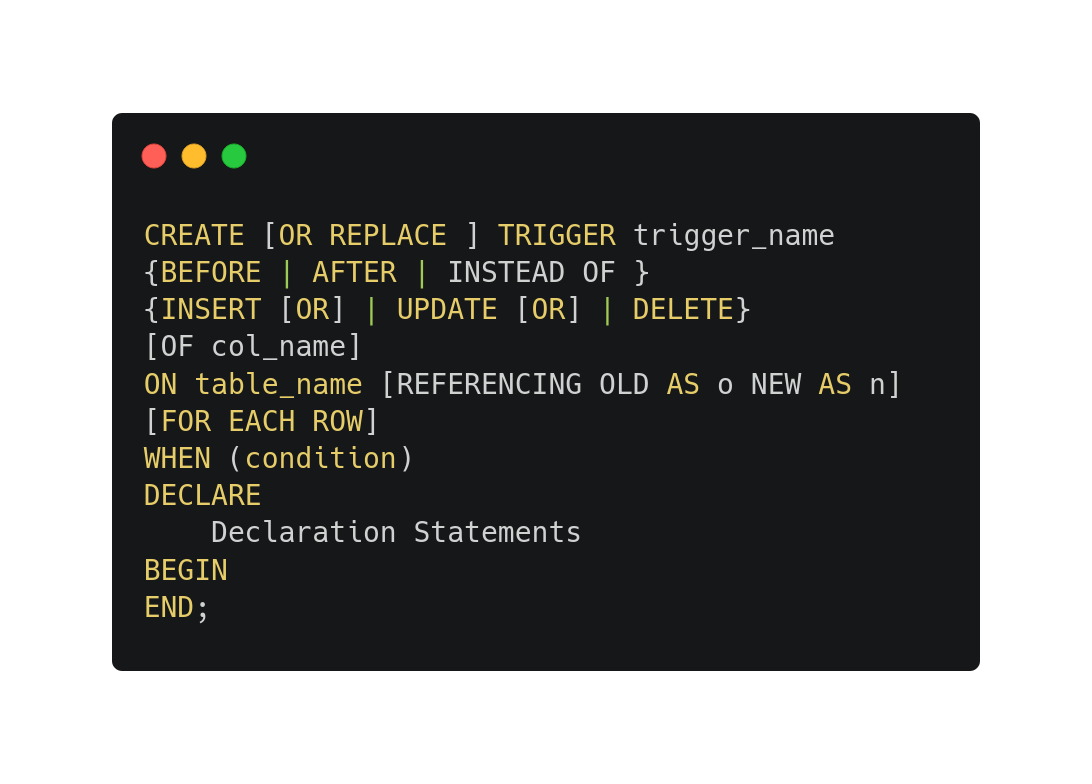 CREATE [OR REPLACE ] TRIGGER trigger_name
{BEFORE | AFTER | INSTEAD OF }
{INSERT [OR] | UPDATE [OR] | DELETE}
[OF col_name]
ON table_name [REFERENCING OLD AS o NEW AS n]
[FOR EACH ROW]
WHEN (condition)
DECLARE
    Declaration Statements
BEGIN
END;